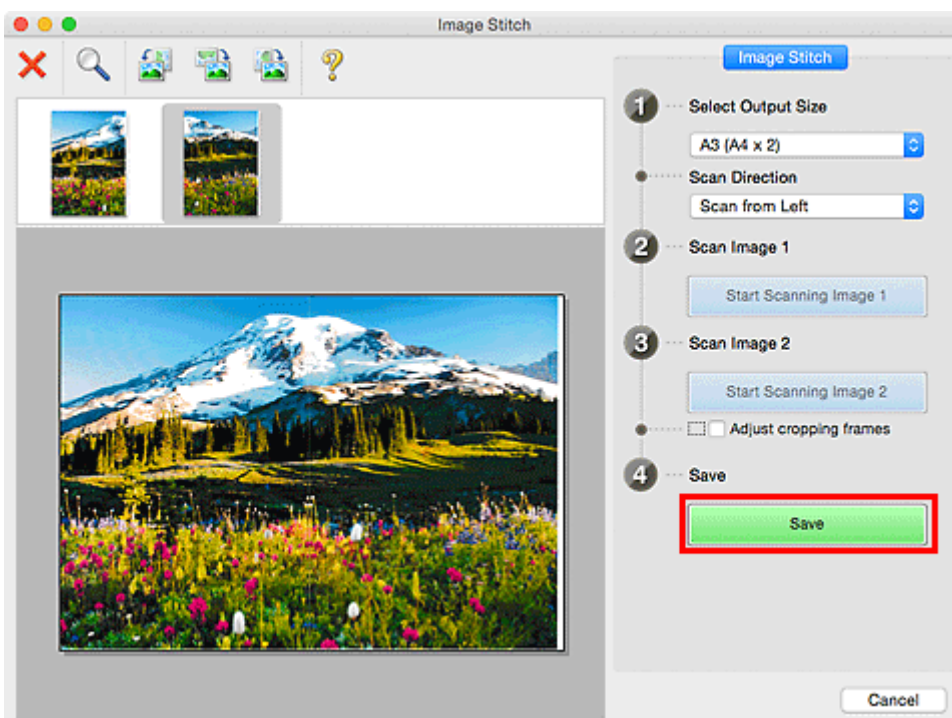 Image Stitch
Image Stitch
1 Select Output Size
A3 (A4 x 2)
Scan Direction
Scan from Left
2 Scan Image 1
Start Scanning Image 1
3 Scan Image 2
Start Scanning Image 2
Adjust cropping frames
4 Save
Save
Cancel